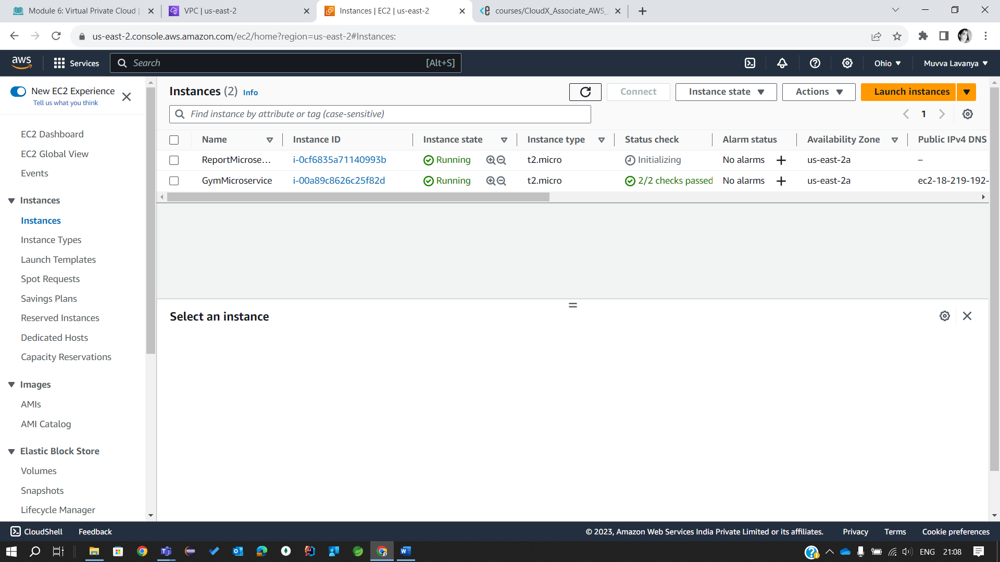 Module 6: Virtual Private Cloud |
VPC | us-east-2
Instances | EC2 | us-east-2
courses/CloudX_Associate_AWS_
us-east-2.console.aws.amazon.com/ec2/home?region=us-east-2#Instances:
aws
Services
Search
[Alt+S]
Ohio
Muvva Lavanya
New EC2 Experience
Tell us what you think
EC2 Dashboard
EC2 Global View
Events
Instances
Instances
Instance Types
Launch Templates
Spot Requests
Savings Plans
Reserved Instances
Dedicated Hosts
Capacity Reservations
Images
AMIs
AMI Catalog
Elastic Block Store
Volumes
Snapshots
Lifecycle Manager
Instances (2) Info
Connect
Instance state
Actions
Launch instances
Find instance by attribute or tag (case-sensitive)
1
Name Instance ID Instance state Instance type Status check Alarm status Availability Zone Public IPv4 DNS
ReportMicrose... i-0cf6835a71140993b Running t2.micro Initializing No alarms + us-east-2a –
GymMicroservice i-00a89c8626c25f82d Running t2.micro 2/2 checks passed No alarms + us-east-2a ec2-18-219-192-
Select an instance
CloudShell
Feedback
© 2023, Amazon Web Services India Private Limited or its affiliates.
Privacy
Terms
Cookie preferences
ENG
21:08